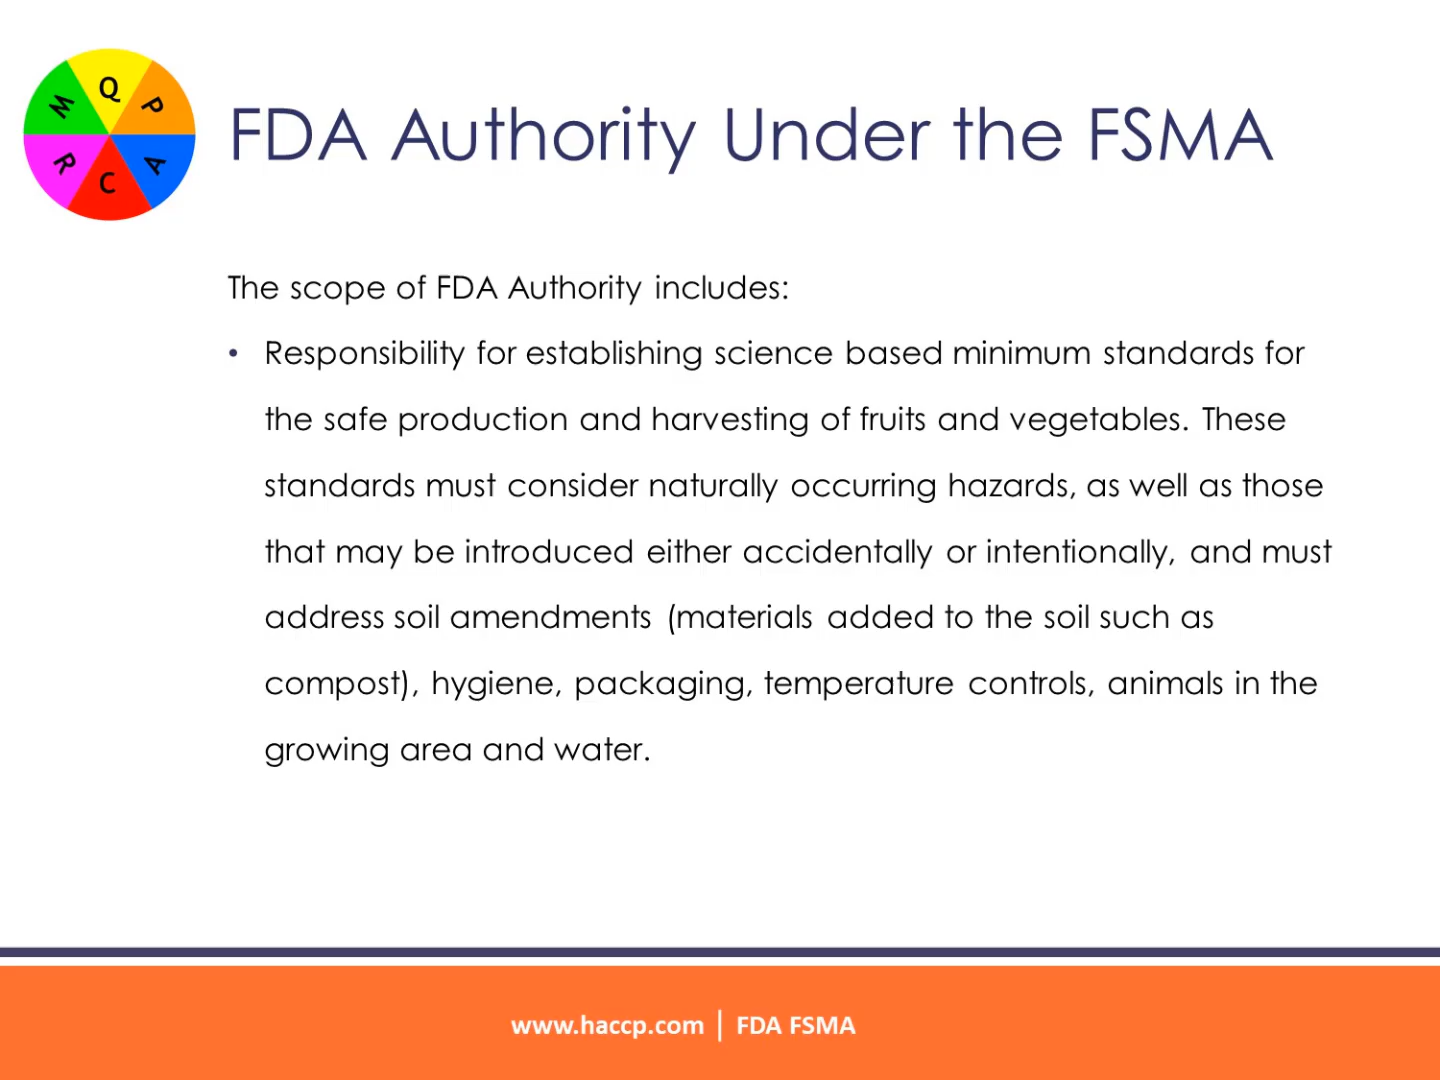 Q
M
P
R
A
C
FDA Authority Under the FSMA
The scope of FDA Authority includes:
• Responsibility for establishing science based minimum standards for
the safe production and harvesting of fruits and vegetables. These
standards must consider naturally occurring hazards, as well as those
that may be introduced either accidentally or intentionally, and must
address soil amendments (materials added to the soil such as
compost), hygiene, packaging, temperature controls, animals in the
growing area and water.
www.haccp.com | FDA FSMA